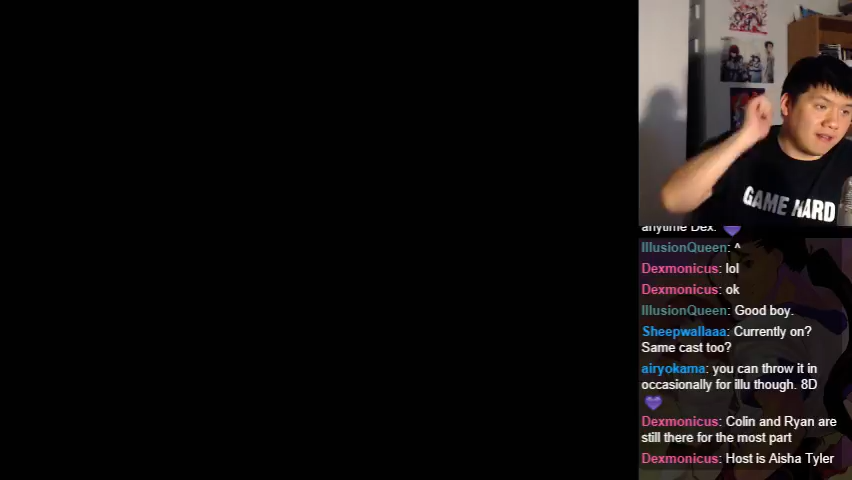 GAME HARD
anytime Dex. 💜
IllusionQueen: ^
Dexmonicus: lol
Dexmonicus: ok
IllusionQueen: Good boy.
Sheepwallaaa: Currently on?
Same cast too?
airyokama: you can throw it in
occasionally for illu though. 8D
💜
Dexmonicus: Colin and Ryan are
still there for the most part
Dexmonicus: Host is Aisha Tyler